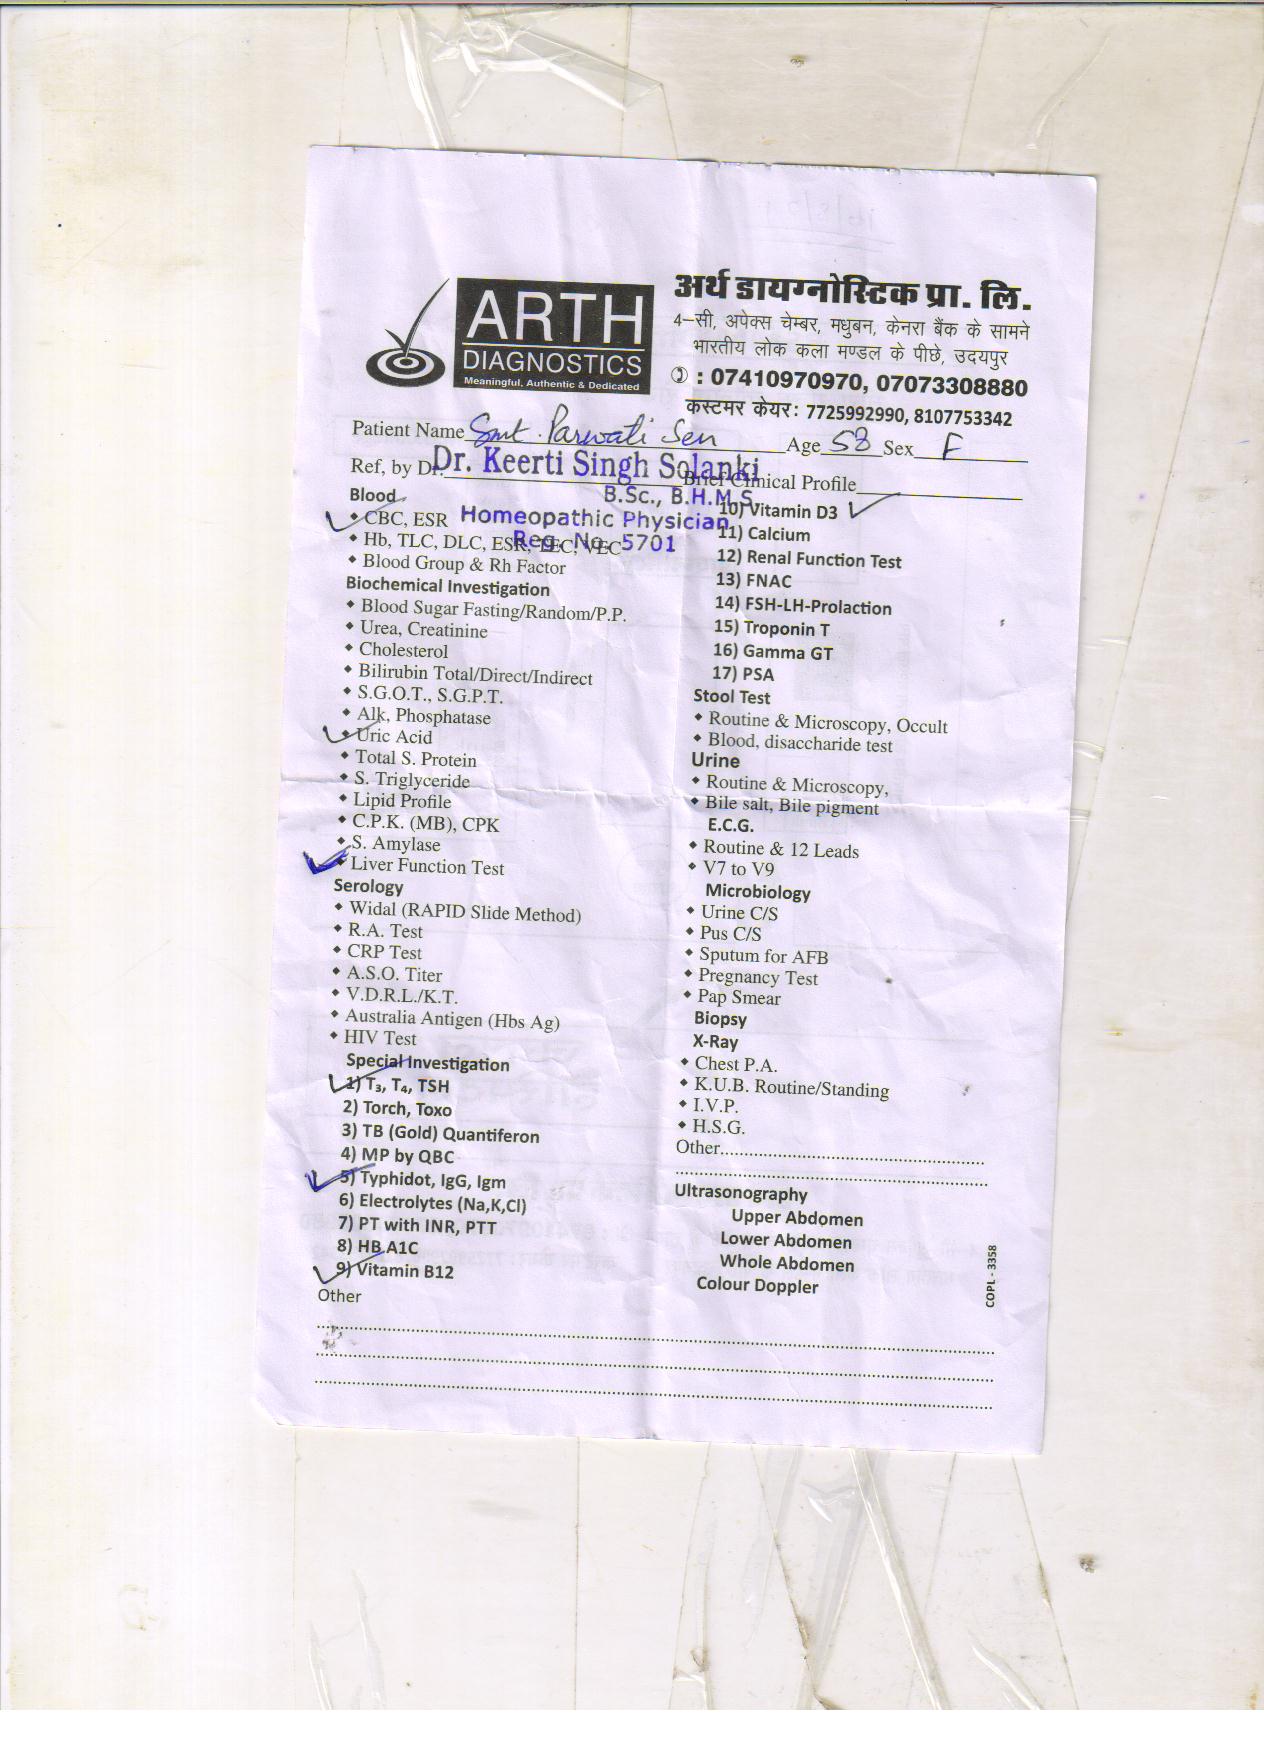 ARTH
DIAGNOSTICS
Meaningful, Authentic & Dedicated
अर्थ डायग्नोस्टिक प्रा. लि.
4–सी, अपेक्स चेम्बर, मधुबन, केनरा बैंक के सामने
भारतीय लोक कला मण्डल के पीछे, उदयपुर
: 07410970970, 07073308880
कस्टमर केयर: 7725992990, 8107753342
Patient Name Smt. Parwati Sen Age 53 Sex F
Ref, by Dr. Brief Clinical Profile
Dr. Keerti Singh Solanki
B.Sc., B.H.M.S.
Homeopathic Physician
Reg. No. 5701
Blood
CBC, ESR
Hb, TLC, DLC, ESR, TEC, VEC
Blood Group & Rh Factor
Biochemical Investigation
Blood Sugar Fasting/Random/P.P.
Urea, Creatinine
Cholesterol
Bilirubin Total/Direct/Indirect
S.G.O.T., S.G.P.T.
Alk, Phosphatase
Uric Acid
Total S. Protein
S. Triglyceride
Lipid Profile
C.P.K. (MB), CPK
S. Amylase
Liver Function Test
Serology
Widal (RAPID Slide Method)
R.A. Test
CRP Test
A.S.O. Titer
V.D.R.L./K.T.
Australia Antigen (Hbs Ag)
HIV Test
Special Investigation
1) T₃, T₄, TSH
2) Torch, Toxo
3) TB (Gold) Quantiferon
4) MP by QBC
5) Typhidot, IgG, Igm
6) Electrolytes (Na,K,Cl)
7) PT with INR, PTT
8) HB A1C
9) Vitamin B12
Other
10) Vitamin D3
11) Calcium
12) Renal Function Test
13) FNAC
14) FSH-LH-Prolaction
15) Troponin T
16) Gamma GT
17) PSA
Stool Test
Routine & Microscopy, Occult
Blood, disaccharide test
Urine
Routine & Microscopy,
Bile salt, Bile pigment
E.C.G.
Routine & 12 Leads
V7 to V9
Microbiology
Urine C/S
Pus C/S
Sputum for AFB
Pregnancy Test
Pap Smear
Biopsy
X-Ray
Chest P.A.
K.U.B. Routine/Standing
I.V.P.
H.S.G.
Other
Ultrasonography
Upper Abdomen
Lower Abdomen
Whole Abdomen
Colour Doppler
COPL - 3358